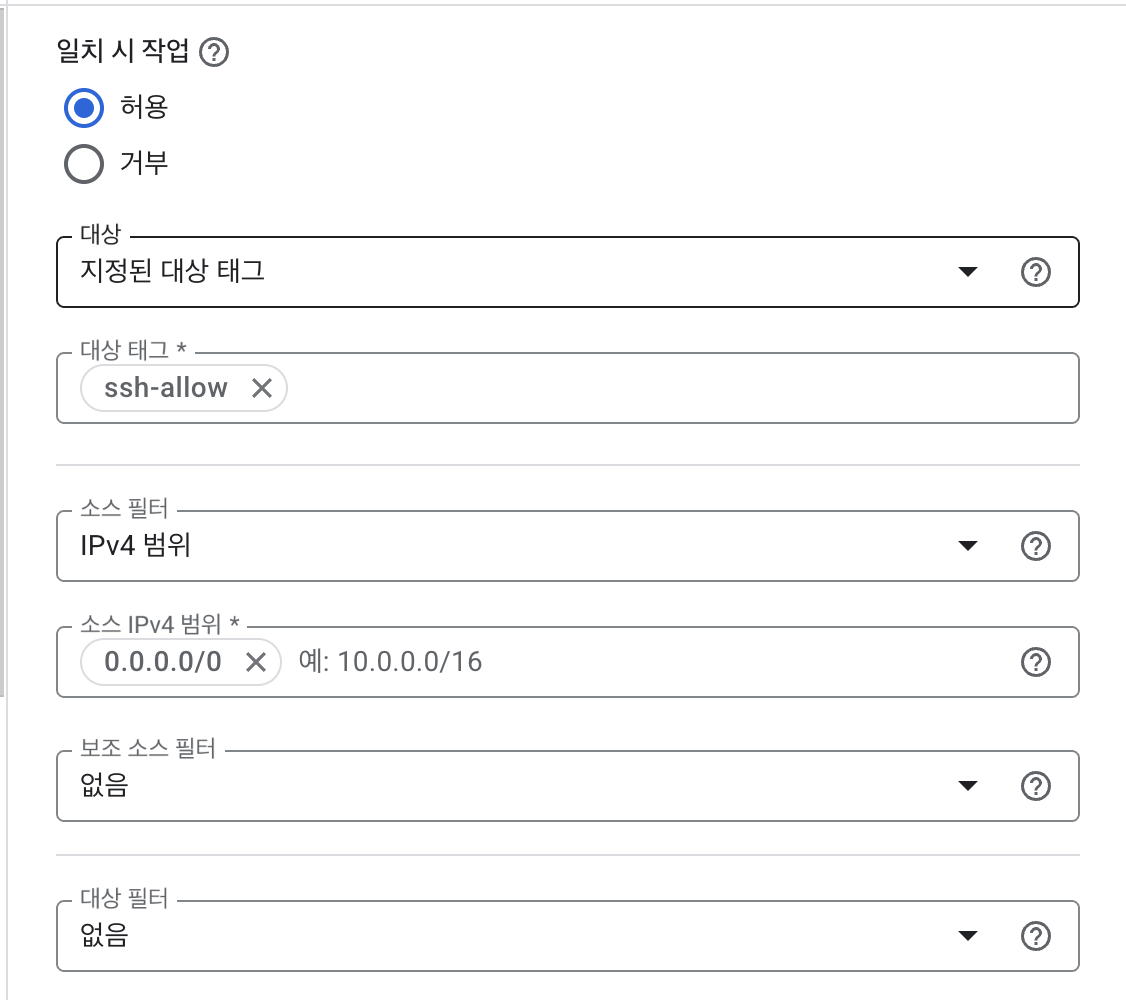 일치 시 작업
허용
거부
대상
지정된 대상 태그
대상 태그 *
ssh-allow
소스 필터
IPv4 범위
소스 IPv4 범위 *
0.0.0.0/0 예: 10.0.0.0/16
보조 소스 필터
없음
대상 필터
없음